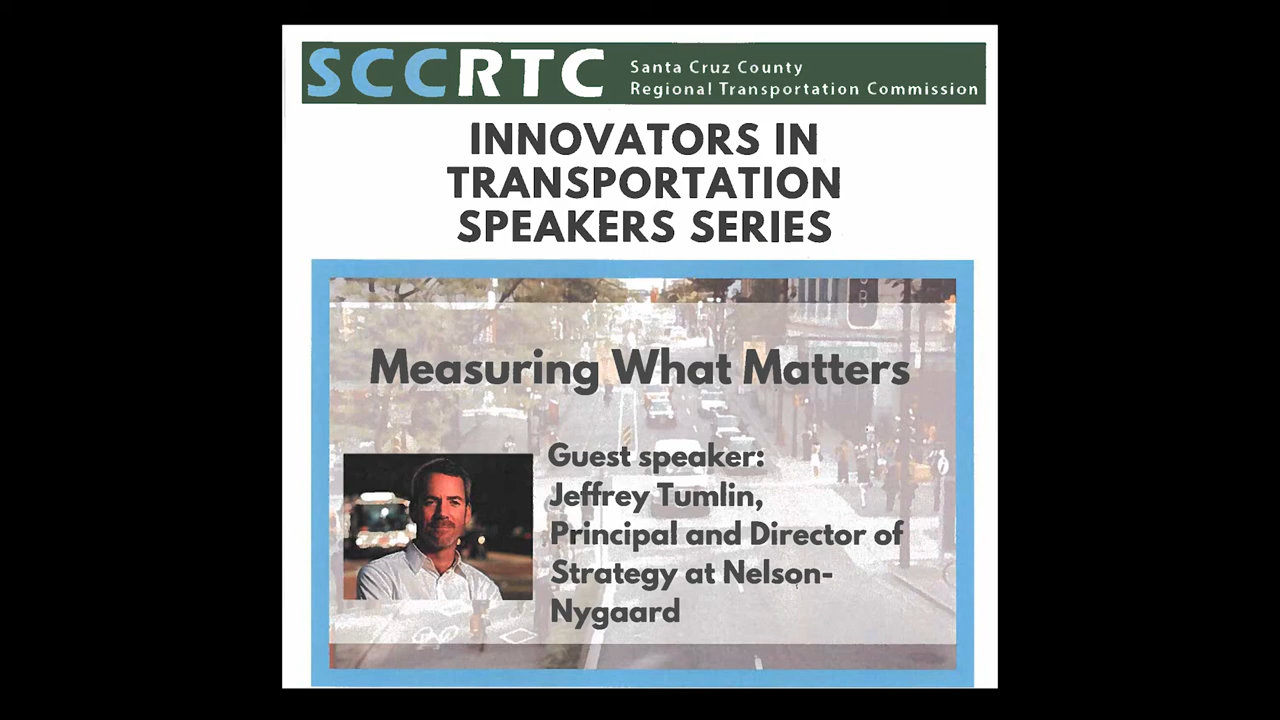 SCCRTC
Santa Cruz County
Regional Transportation Commission
INNOVATORS IN
TRANSPORTATION
SPEAKERS SERIES
Measuring What Matters
Guest speaker:
Jeffrey Tumlin,
Principal and Director of
Strategy at Nelson-
Nygaard